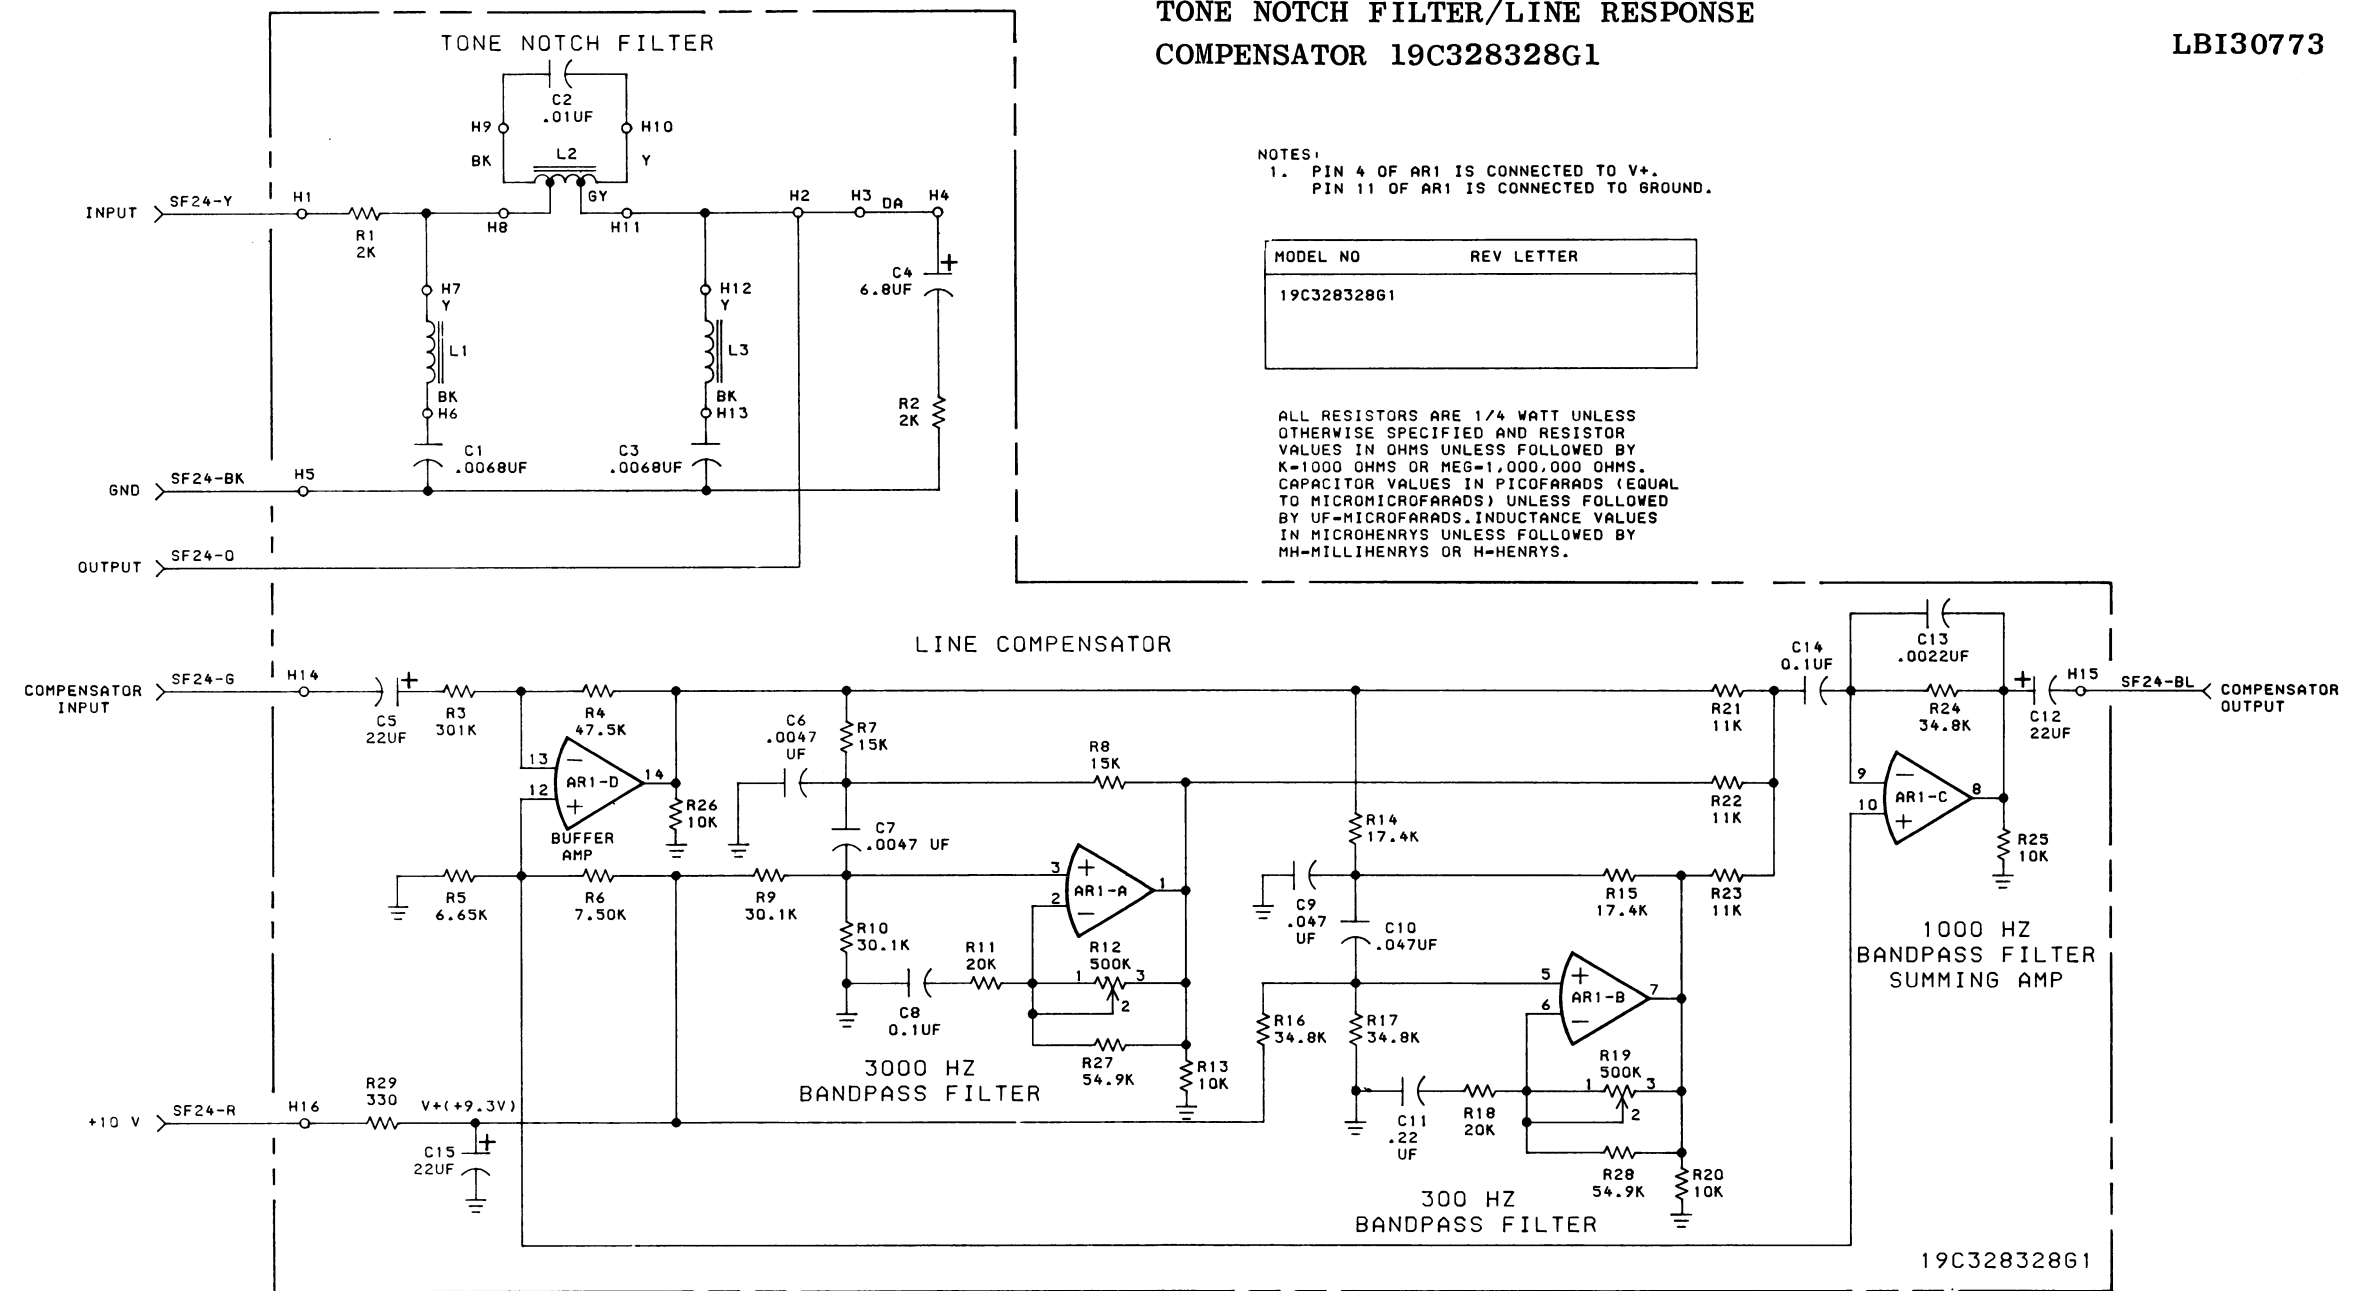 TONE NOTCH FILTER/LINE RESPONSE
COMPENSATOR 19C328328G1
LBI30773
TONE NOTCH FILTER
C2
.01UF
H9
H10
BK
L2
Y
GY
INPUT
SF24-Y
H1
R1
2K
H8
H11
H2
H3
DA
H4
H7
Y
L1
BK
H6
C1
.0068UF
H12
Y
L3
BK
H13
C3
.0068UF
C4
6.8UF
+
R2
2K
GND
SF24-BK
H5
OUTPUT
SF24-O
NOTES:
1. PIN 4 OF AR1 IS CONNECTED TO V+.
PIN 11 OF AR1 IS CONNECTED TO GROUND.
MODEL NO REV LETTER
19C328328G1
ALL RESISTORS ARE 1/4 WATT UNLESS
OTHERWISE SPECIFIED AND RESISTOR
VALUES IN OHMS UNLESS FOLLOWED BY
K=1000 OHMS OR MEG=1,000,000 OHMS.
CAPACITOR VALUES IN PICOFARADS (EQUAL
TO MICROMICROFARADS) UNLESS FOLLOWED
BY UF=MICROFARADS.INDUCTANCE VALUES
IN MICROHENRYS UNLESS FOLLOWED BY
MH=MILLIHENRYS OR H=HENRYS.
LINE COMPENSATOR
COMPENSATOR
INPUT
SF24-G
H14
+
C5
22UF
R3
301K
R4
47.5K
13
-
AR1-D
14
12
+
BUFFER
AMP
R26
10K
R5
6.65K
R6
7.50K
C6
.0047
UF
R7
15K
R8
15K
C7
.0047 UF
R9
30.1K
R10
30.1K
C8
0.1UF
R11
20K
3
+
AR1-A
1
2
-
R12
500K
1
3
2
R27
54.9K
R13
10K
3000 HZ
BANDPASS FILTER
R14
17.4K
C9
.047
UF
C10
.047UF
R15
17.4K
R16
34.8K
R17
34.8K
C11
.22
UF
R18
20K
5
+
AR1-B
7
6
-
R19
500K
1
3
2
R28
54.9K
R20
10K
300 HZ
BANDPASS FILTER
R21
11K
R22
11K
R23
11K
C14
0.1UF
C13
.0022UF
R24
34.8K
9
-
AR1-C
8
10
+
R25
10K
+
C12
22UF
H15
SF24-BL
COMPENSATOR
OUTPUT
1000 HZ
BANDPASS FILTER
SUMMING AMP
+10 V
SF24-R
H16
R29
330
V+(+9.3V)
+
C15
22UF
19C328328G1